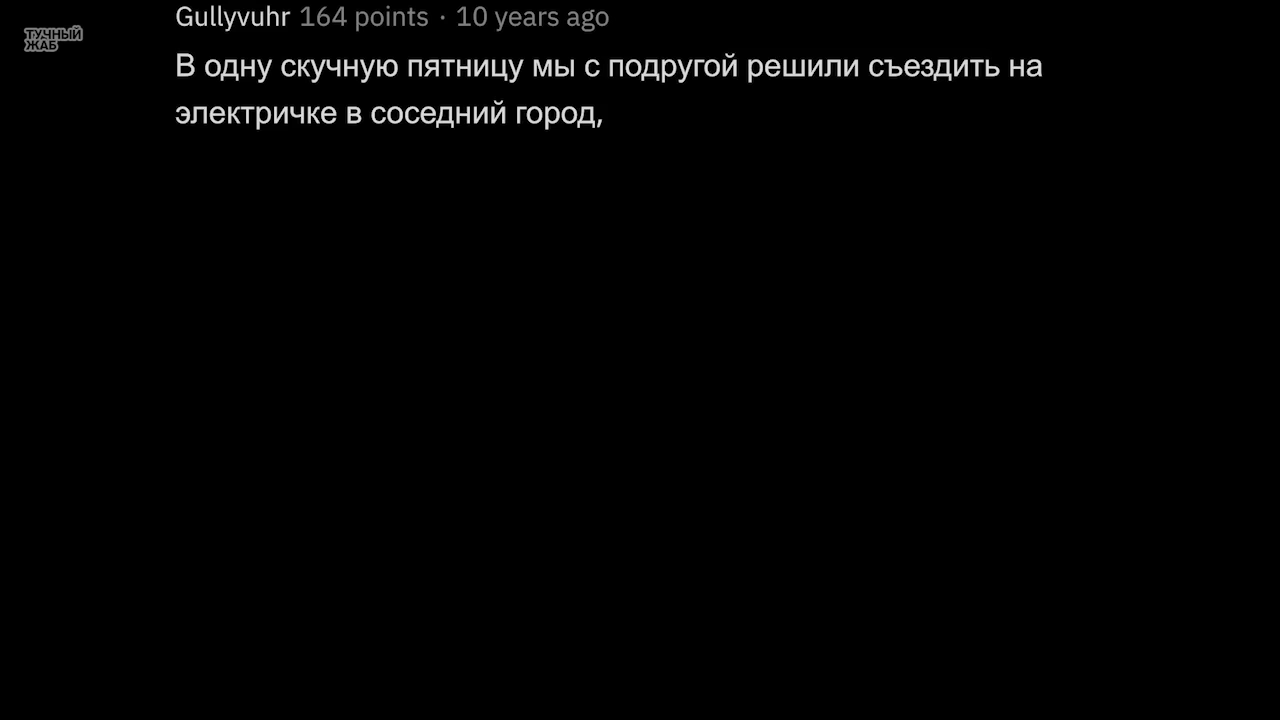 Gullyvuhr 164 points · 10 years ago
ТУЧНЫЙ
ЖАБ
В одну скучную пятницу мы с подругой решили съездить на
электричке в соседний город,